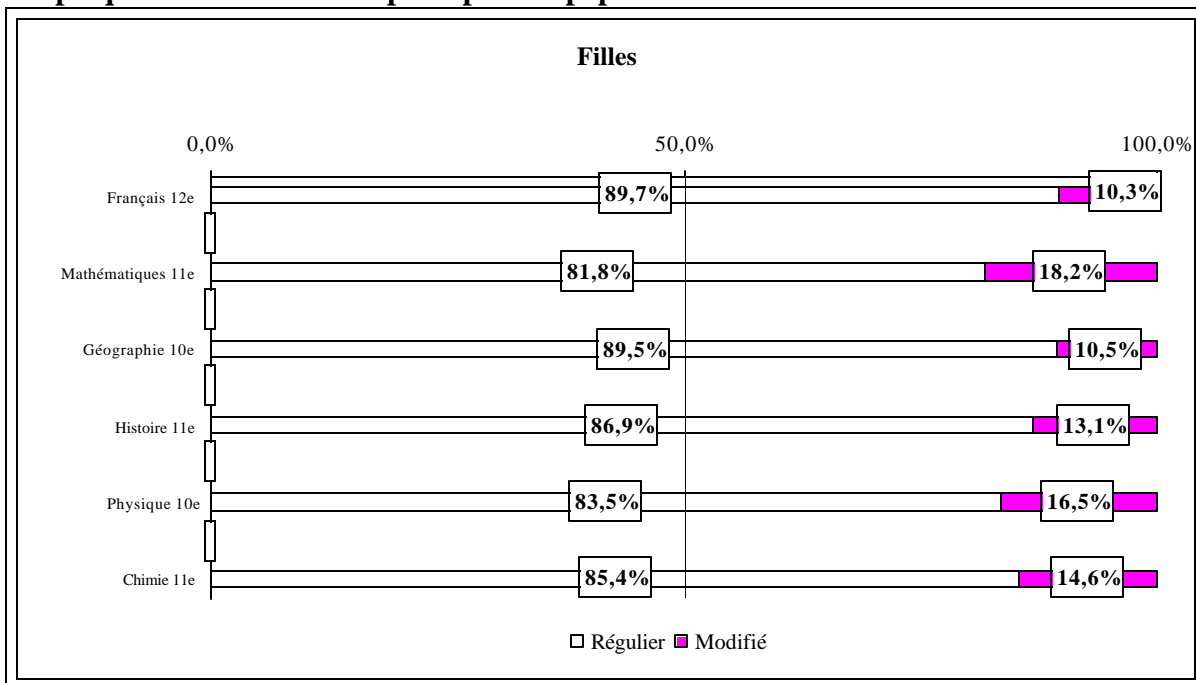 Filles
0,0% 50,0% 100,0%
Français 12e 89,7% 10,3%
Mathématiques 11e 81,8% 18,2%
Géographie 10e 89,5% 10,5%
Histoire 11e 86,9% 13,1%
Physique 10e 83,5% 16,5%
Chimie 11e 85,4% 14,6%
Régulier Modifié